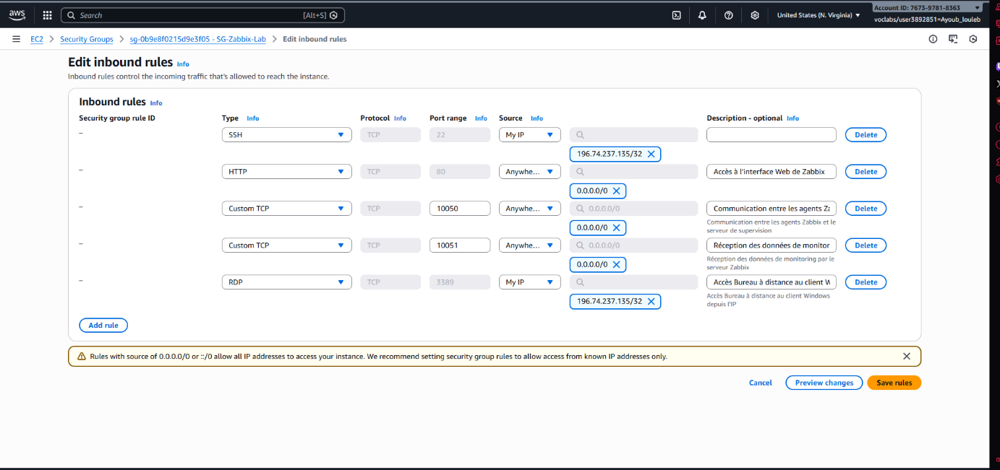 aws
Search [Alt+S]
United States (N. Virginia)
Account ID: 7673-9781-8363
voclabs/user3892851=Ayoub_louleb
EC2 > Security Groups > sg-0b9e8f0215d9e3f05 - SG-Zabbix-Lab > Edit inbound rules
Edit inbound rules Info
Inbound rules control the incoming traffic that's allowed to reach the instance.
Inbound rules Info
Security group rule ID Type Info Protocol Info Port range Info Source Info Description - optional Info
– SSH TCP 22 My IP Delete
196.74.237.135/32
– HTTP TCP 80 Anywhe... Accès à l'interface Web de Zabbix Delete
0.0.0.0/0
– Custom TCP TCP 10050 Anywhe... 0.0.0.0/0 Communication entre les agents Za Delete
0.0.0.0/0
Communication entre les agents Zabbix et le
serveur de supervision
– Custom TCP TCP 10051 Anywhe... 0.0.0.0/0 Réception des données de monitor Delete
0.0.0.0/0
Réception des données de monitoring par le
serveur Zabbix
– RDP TCP 3389 My IP Accès Bureau à distance au client W Delete
196.74.237.135/32
Accès Bureau à distance au client Windows
depuis l'IP
Add rule
Rules with source of 0.0.0.0/0 or ::/0 allow all IP addresses to access your instance. We recommend setting security group rules to allow access from known IP addresses only.
Cancel Preview changes Save rules